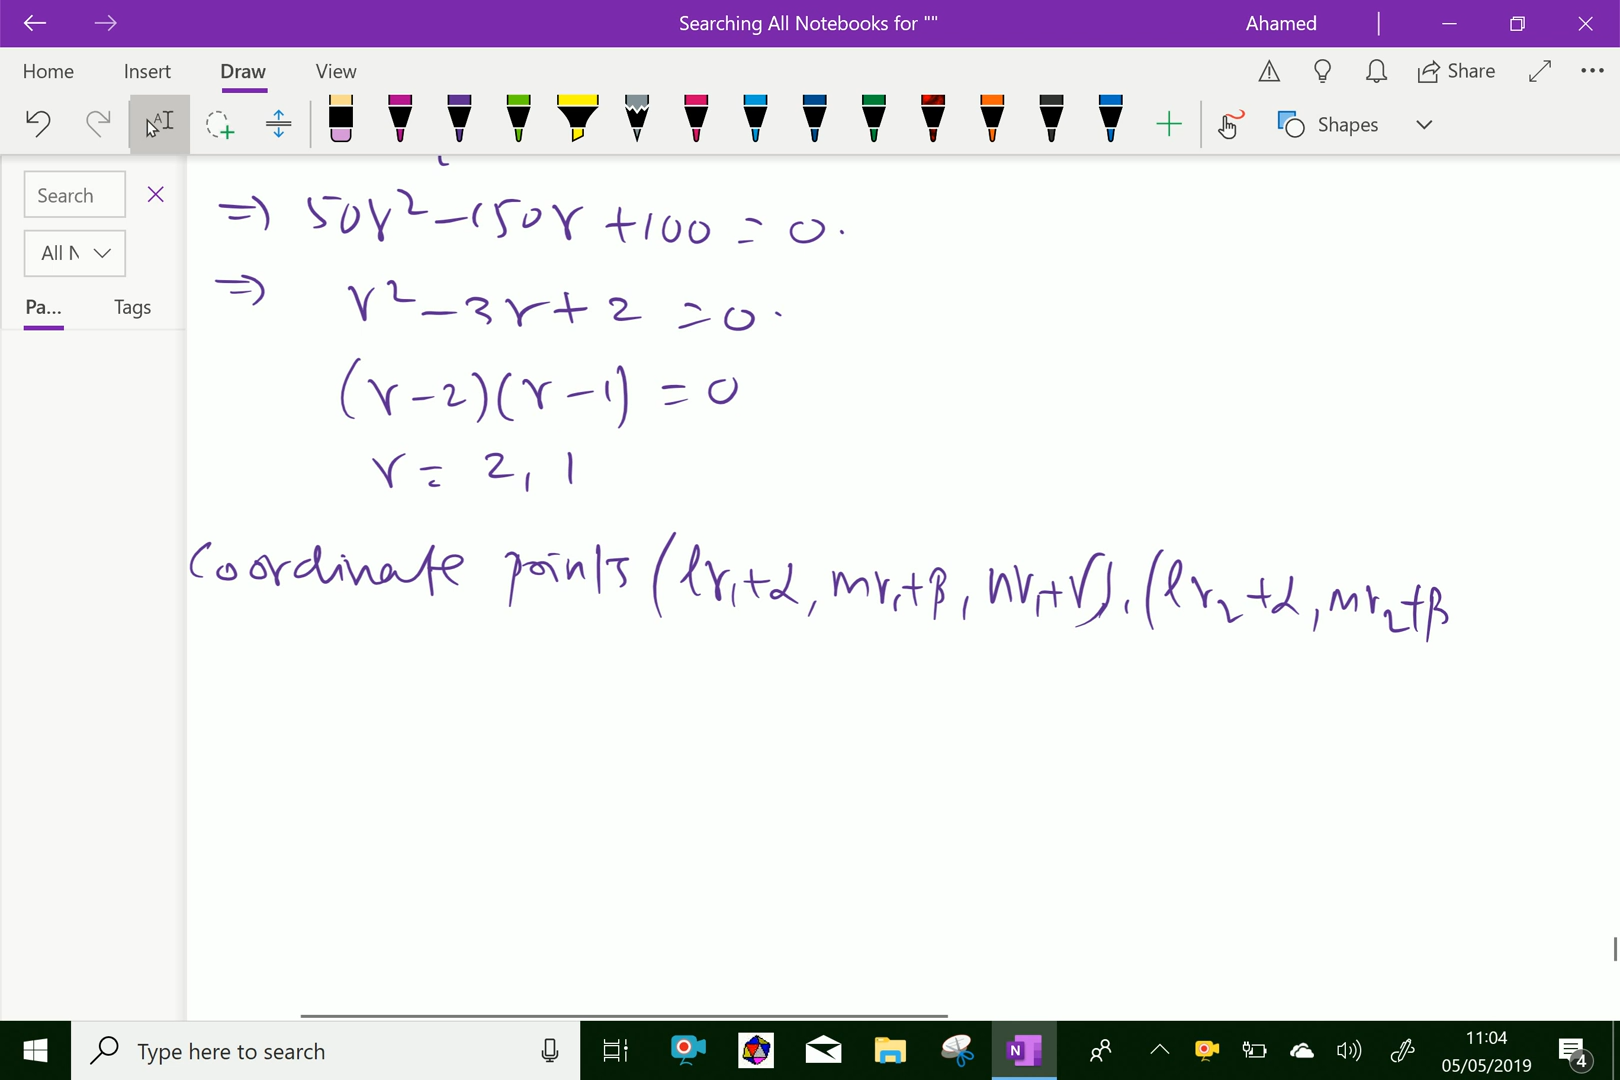 Searching All Notebooks for ""
Ahamed
Home Insert Draw View
Share
Shapes
Search
All N
Pa... Tags
=> 50r² - 150r + 100 = 0.
=> r² - 3r + 2 = 0.
(r - 2)(r - 1) = 0
r = 2, 1
Coordinate points (lr₁+α, mr₁+β, nr₁+γ), (lr₂+α, mr₂+β
Type here to search
11:04
05/05/2019
4